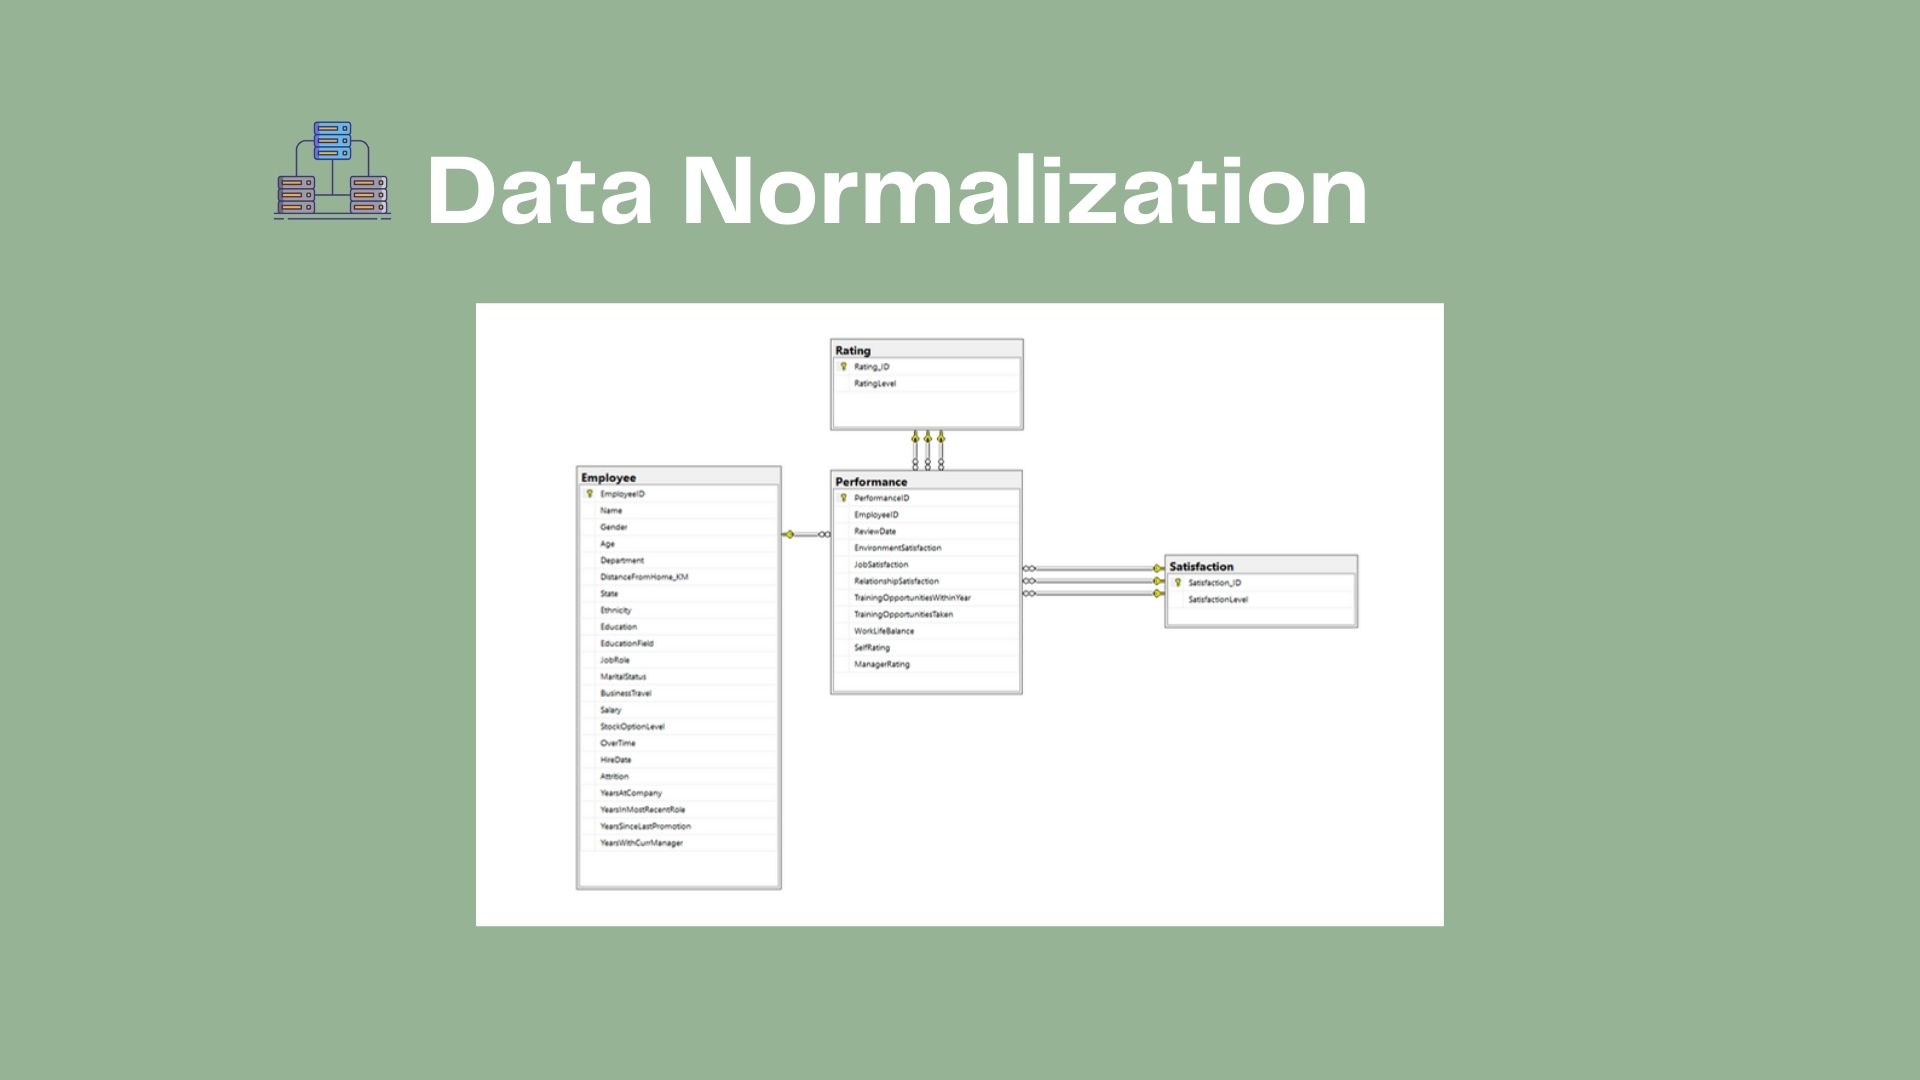 Data Normalization
Rating
Rating_ID
RatingLevel
Employee
EmployeeID
Name
Gender
Age
Department
DistanceFromHome_KM
State
Ethnicity
Education
EducationField
JobRole
MaritalStatus
BusinessTravel
Salary
StockOptionLevel
OverTime
HireDate
Attrition
YearsAtCompany
YearsInMostRecentRole
YearsSinceLastPromotion
YearsWithCurrManager
Performance
PerformanceID
EmployeeID
ReviewDate
EnvironmentSatisfaction
JobSatisfaction
RelationshipSatisfaction
TrainingOpportunitiesWithinYear
TrainingOpportunitiesTaken
WorkLifeBalance
SelfRating
ManagerRating
Satisfaction
Satisfaction_ID
SatisfactionLevel